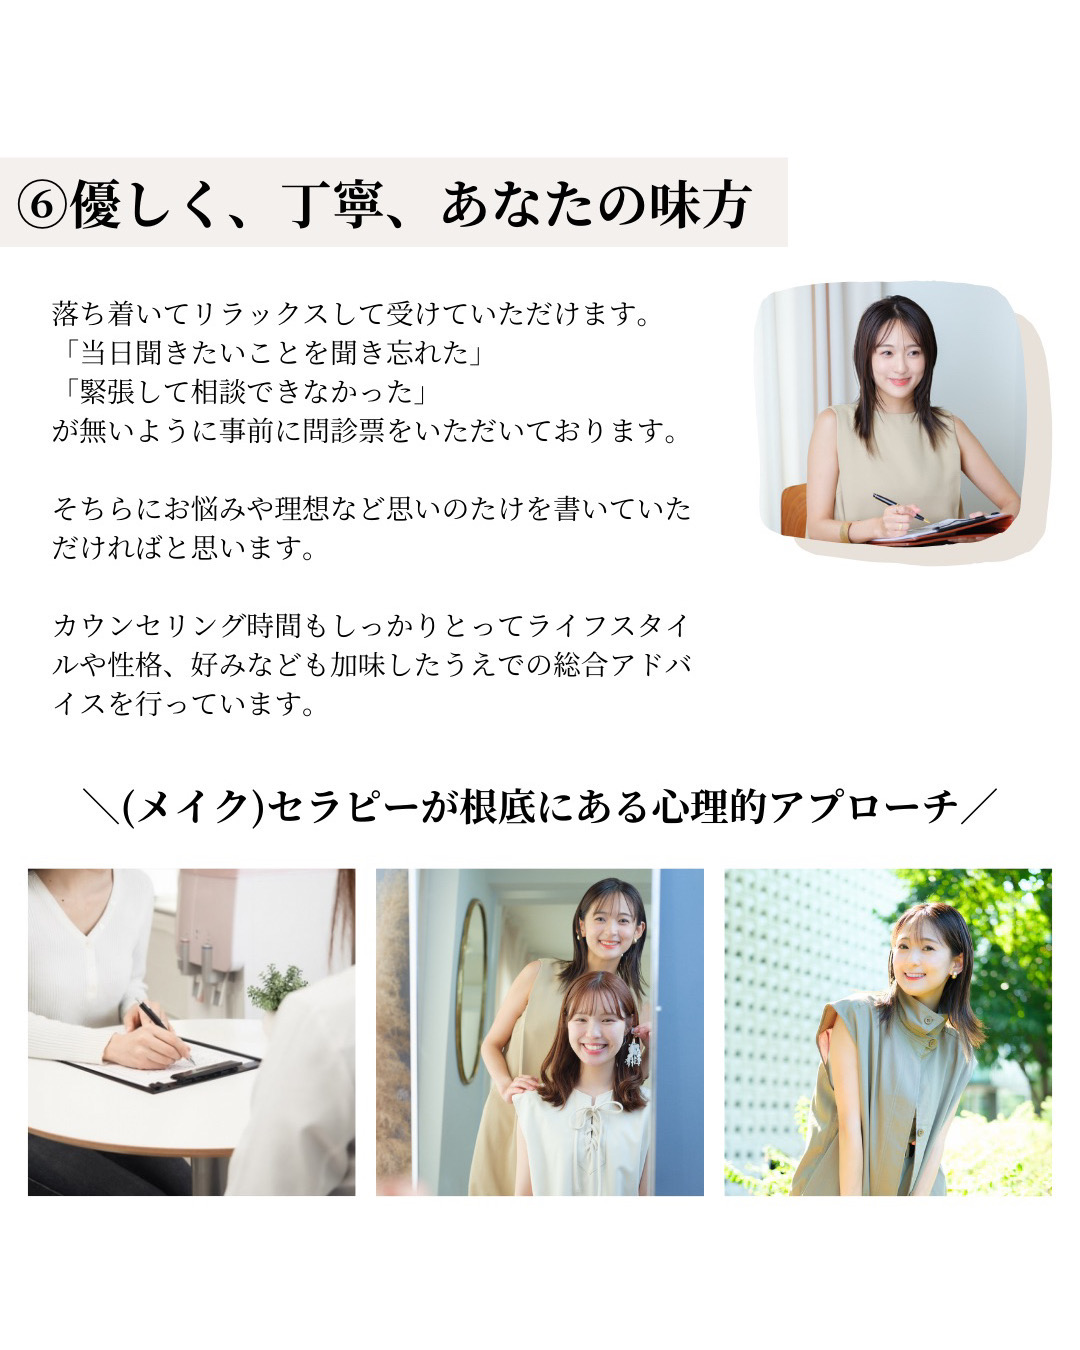 ⑥優しく、丁寧、あなたの味方
落ち着いてリラックスして受けていただけます。
「当日聞きたいことを聞き忘れた」
「緊張して相談できなかった」
が無いように事前に問診票をいただいております。
そちらにお悩みや理想など思いのたけを書いていた
だければと思います。
カウンセリング時間もしっかりとってライフスタイ
ルや性格、好みなども加味したうえでの総合アドバ
イスを行っています。
＼(メイク)セラピーが根底にある心理的アプローチ／